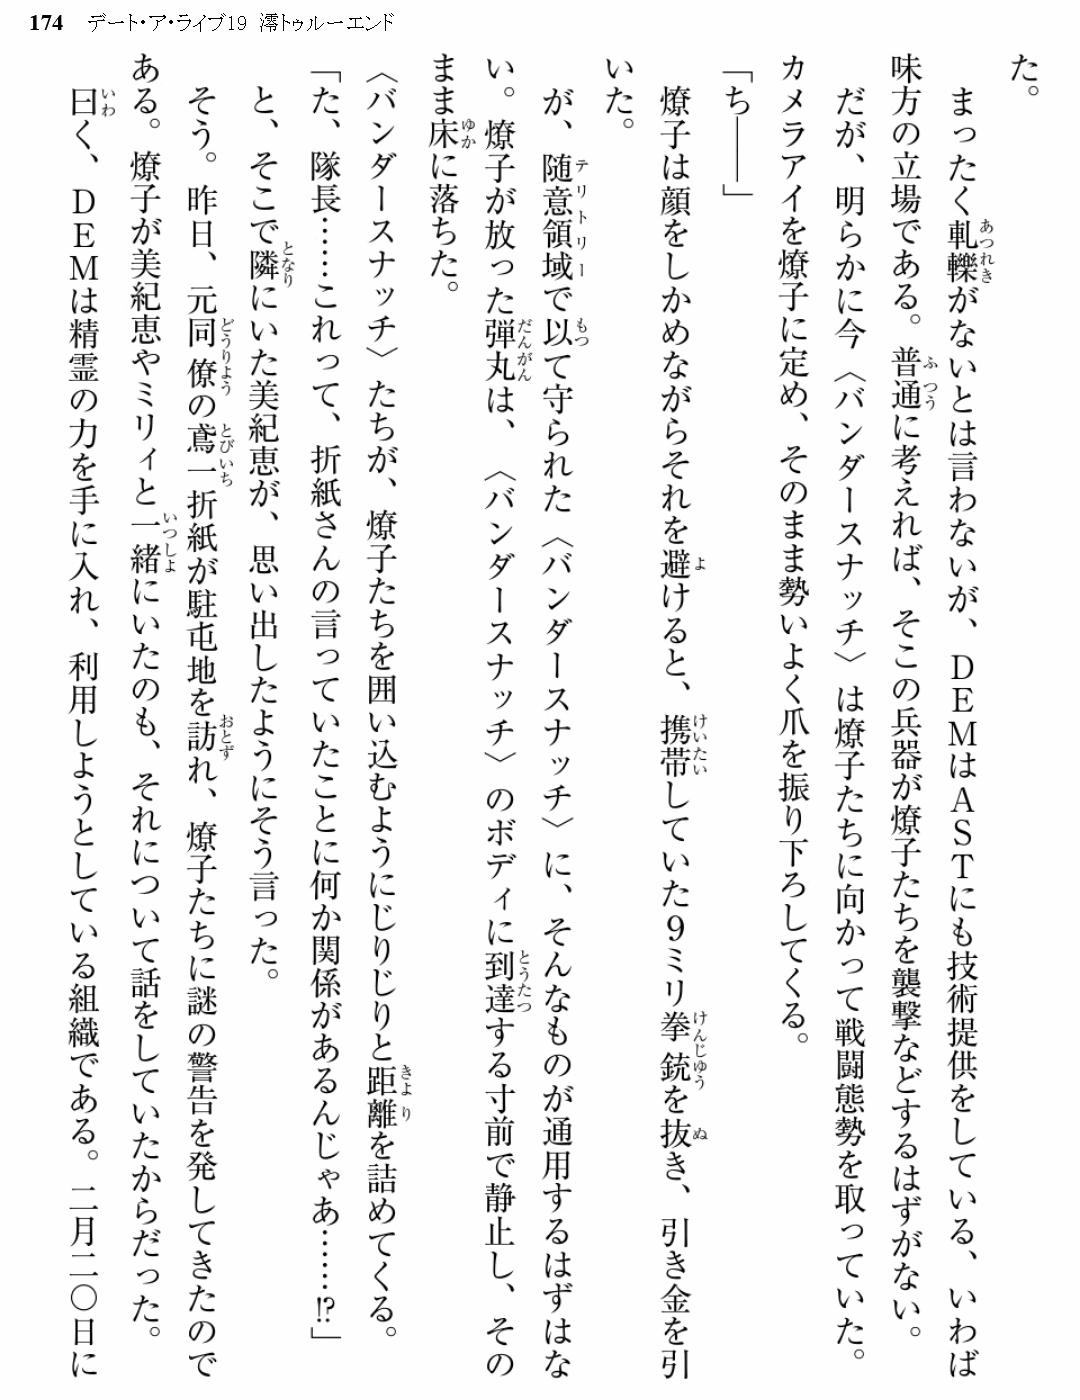 174 デート・ア・ライブ19 澪トゥルーエンド
た。
　まったく軋轢がないとは言わないが、ＤＥＭはＡＳＴにも技術提供をしている、いわば
味方の立場である。普通に考えれば、そこの兵器が燎子たちを襲撃などするはずがない。
　だが、明らかに今〈バンダースナッチ〉は燎子たちに向かって戦闘態勢を取っていた。
カメラアイを燎子に定め、そのまま勢いよく爪を振り下ろしてくる。
「ち――」
　燎子は顔をしかめながらそれを避けると、携帯していた９ミリ拳銃を抜き、引き金を引
いた。
　が、随意領域で以て守られた〈バンダースナッチ〉に、そんなものが通用するはずはな
い。燎子が放った弾丸は、〈バンダースナッチ〉のボディに到達する寸前で静止し、その
まま床に落ちた。
〈バンダースナッチ〉たちが、燎子たちを囲い込むようにじりじりと距離を詰めてくる。
「た、隊長……これって、折紙さんの言っていたことに何か関係があるんじゃあ……!?」
　と、そこで隣にいた美紀恵が、思い出したようにそう言った。
　そう。昨日、元同僚の鳶一折紙が駐屯地を訪れ、燎子たちに謎の警告を発してきたので
ある。燎子が美紀恵やミリィと一緒にいたのも、それについて話をしていたからだった。
　曰く、ＤＥＭは精霊の力を手に入れ、利用しようとしている組織である。二月二〇日に